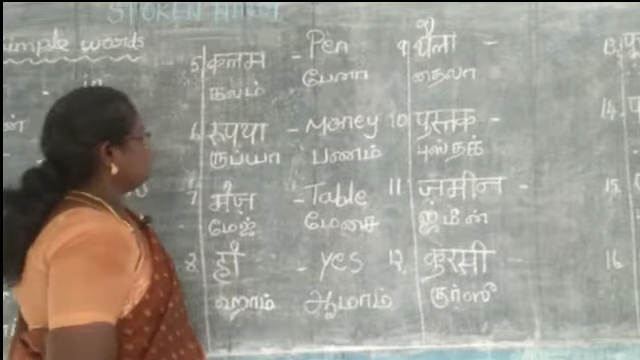 SPOKEN HINDI
simple words
5. कलम - Pen
கலம் பேனா
6. रूपया - Money
ருப்யா பணம்
7. मेज़ - Table
மேஜ் மேசை
8. हाँ - yes
ஹாம் ஆமாம்
9. थैला -
தைலா
10. पुस्तक -
புஸ்தக்
11. ज़मीन -
ஜமீன்
12. कुरसी -
குர்ஸீ
13.
14.
15.
16.